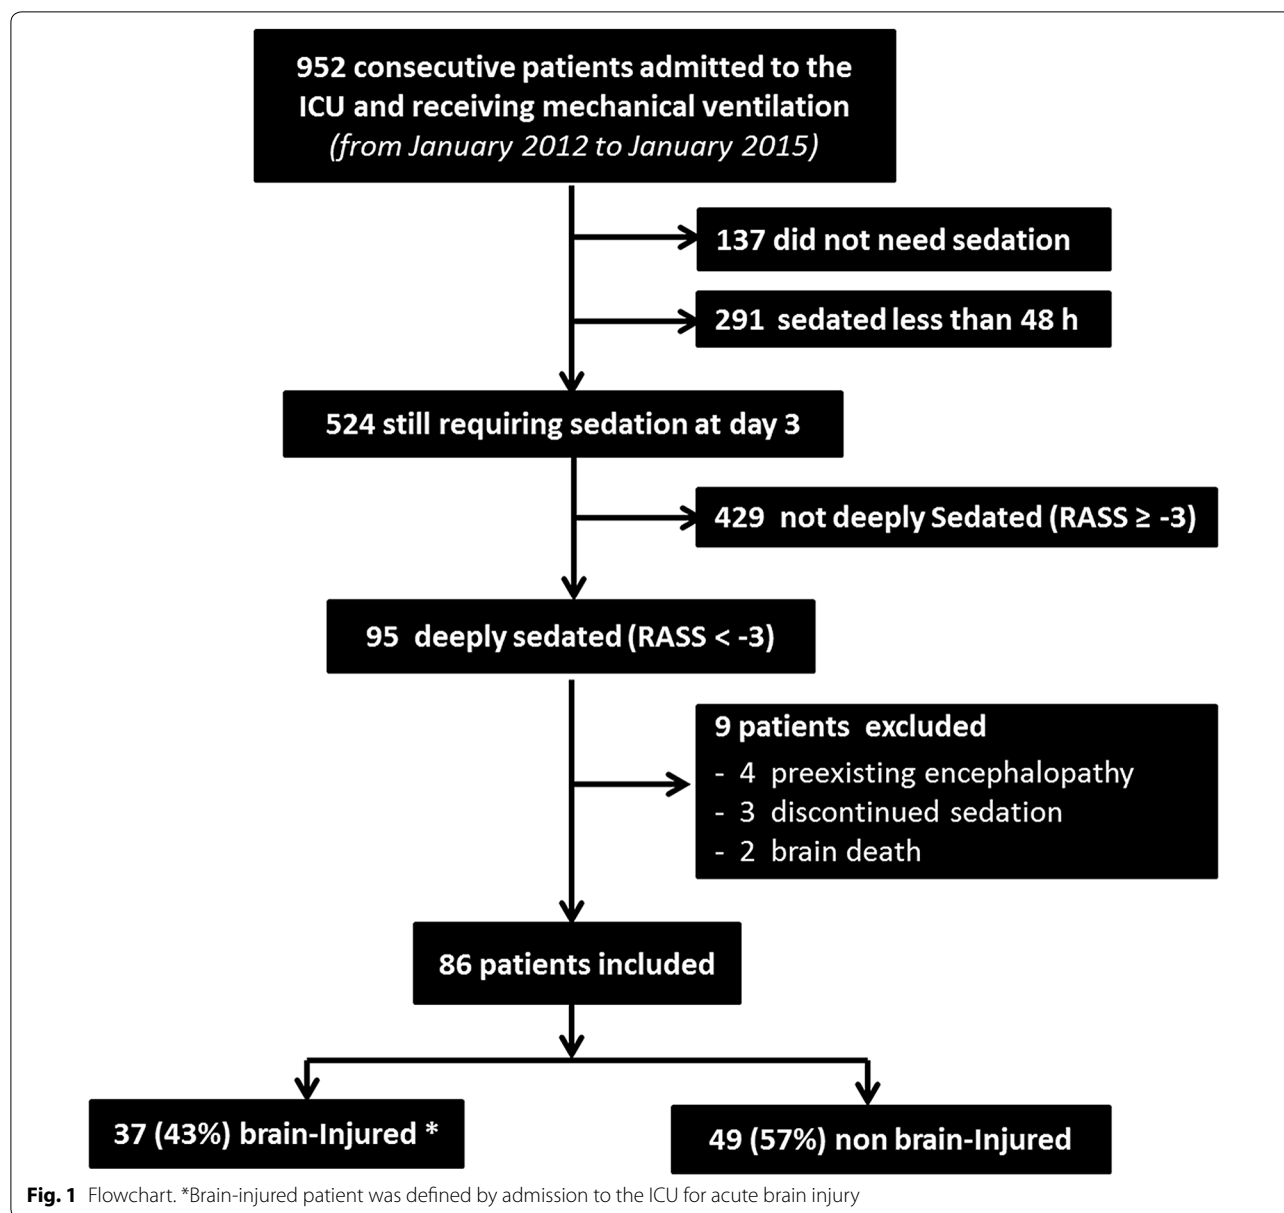 952 consecutive patients admitted to the
ICU and receiving mechanical ventilation
(from January 2012 to January 2015)
137 did not need sedation
291 sedated less than 48 h
524 still requiring sedation at day 3
429 not deeply Sedated (RASS ≥ -3)
95 deeply sedated (RASS < -3)
9 patients excluded
- 4 preexisting encephalopathy
- 3 discontinued sedation
- 2 brain death
86 patients included
37 (43%) brain-Injured *
49 (57%) non brain-Injured
Fig. 1 Flowchart. *Brain-injured patient was defined by admission to the ICU for acute brain injury